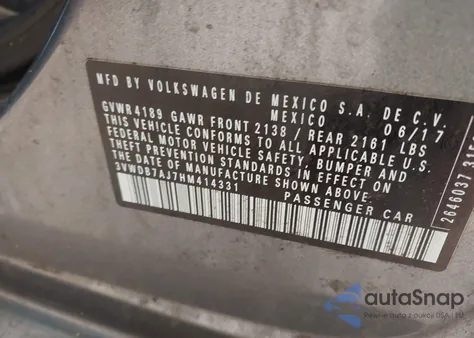 MFD BY VOLKSWAGEN DE MEXICO S.A. DE C.V.
MEXICO 06/17
GVWR 4189 GAWR FRONT 2138 / REAR 2161 LBS
THIS VEHICLE CONFORMS TO ALL APPLICABLE U.S.
FEDERAL MOTOR VEHICLE SAFETY, BUMPER AND
THEFT PREVENTION STANDARDS IN EFFECT ON
THE DATE OF MANUFACTURE SHOWN ABOVE.
3VWDB7AJ7HM414331
PASSENGER CAR
2646037
autoSnap